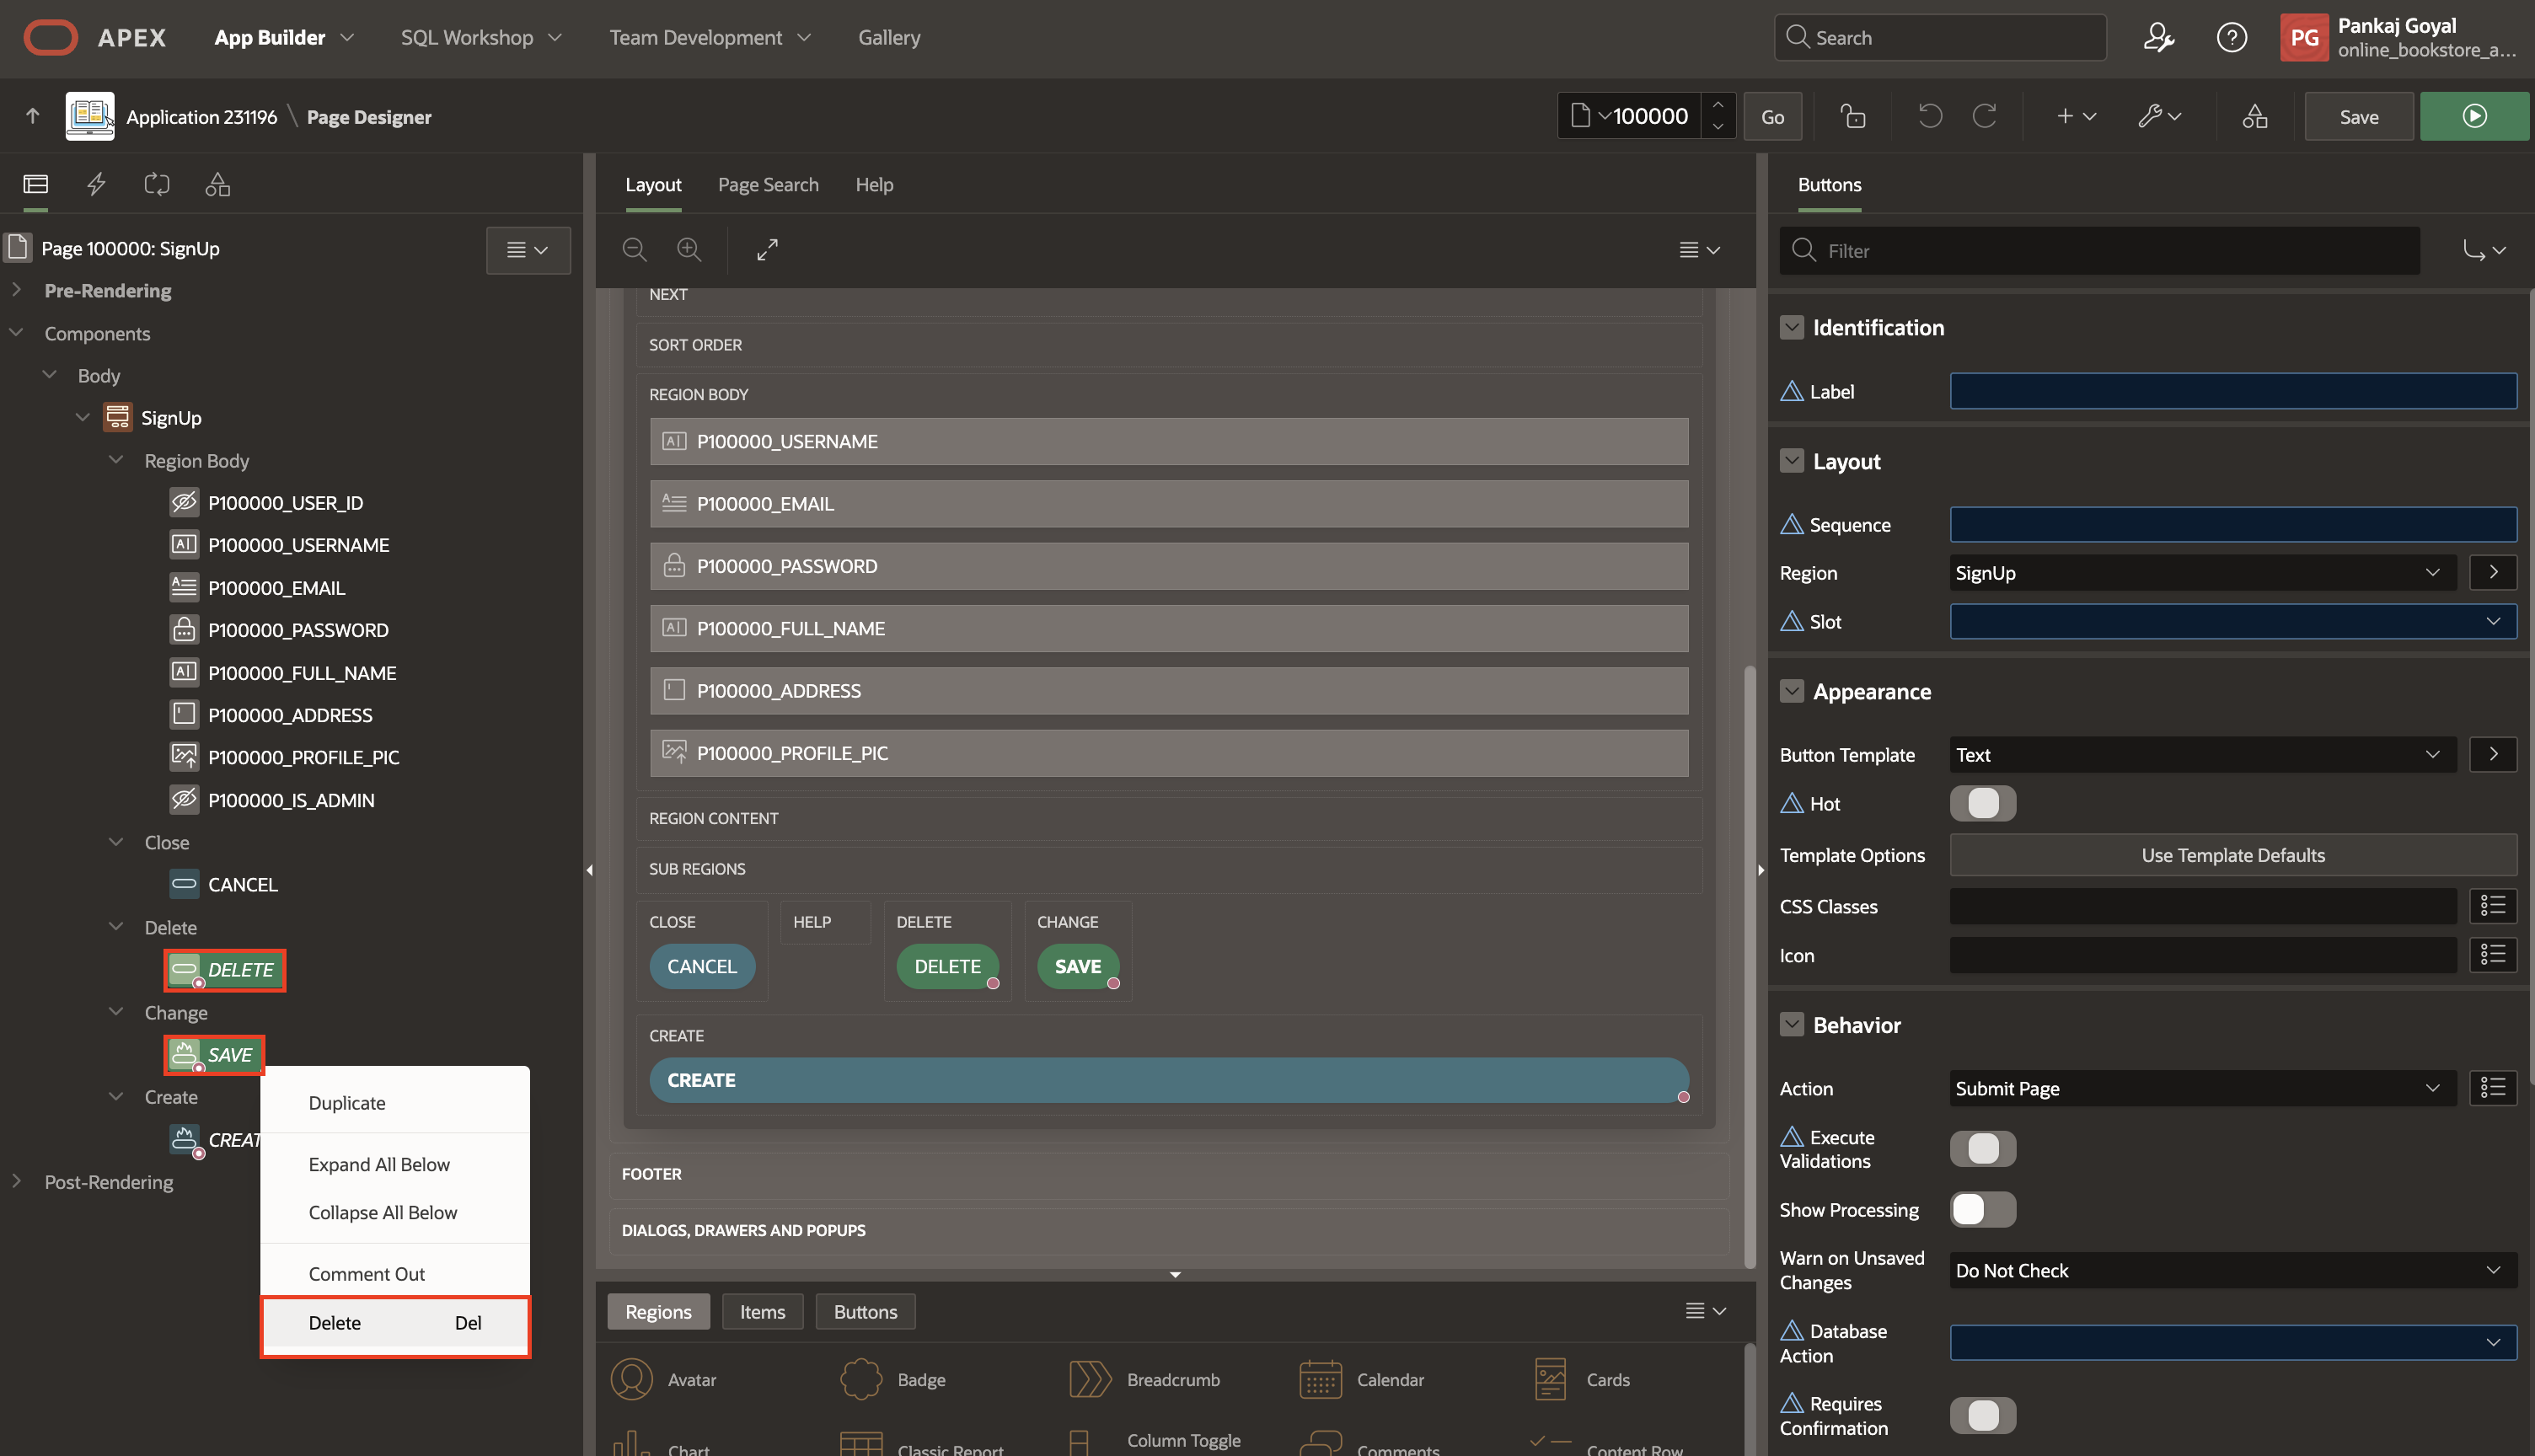 APEX App Builder SQL Workshop Team Development Gallery Search PG Pankaj Goyal
online_bookstore_a...
Application 231196 \ Page Designer 100000 Go Save
Layout Page Search Help Buttons
Page 100000: SignUp
Pre-Rendering
Components
Body
SignUp
Region Body
P100000_USER_ID
P100000_USERNAME
P100000_EMAIL
P100000_PASSWORD
P100000_FULL_NAME
P100000_ADDRESS
P100000_PROFILE_PIC
P100000_IS_ADMIN
Close
CANCEL
Delete
DELETE
Change
SAVE
Create
CREAT
Post-Rendering
Duplicate
Expand All Below
Collapse All Below
Comment Out
Delete Del
NEXT
SORT ORDER
REGION BODY
P100000_USERNAME
P100000_EMAIL
P100000_PASSWORD
P100000_FULL_NAME
P100000_ADDRESS
P100000_PROFILE_PIC
REGION CONTENT
SUB REGIONS
CLOSE HELP DELETE CHANGE
CANCEL DELETE SAVE
CREATE
CREATE
FOOTER
DIALOGS, DRAWERS AND POPUPS
Regions Items Buttons
Avatar Badge Breadcrumb Calendar Cards
Chart Classic Report Column Toggle Comments Content Row
Filter
Identification
Label
Layout
Sequence
Region SignUp
Slot
Appearance
Button Template Text
Hot
Template Options Use Template Defaults
CSS Classes
Icon
Behavior
Action Submit Page
Execute
Validations
Show Processing
Warn on Unsaved
Changes Do Not Check
Database
Action
Requires
Confirmation